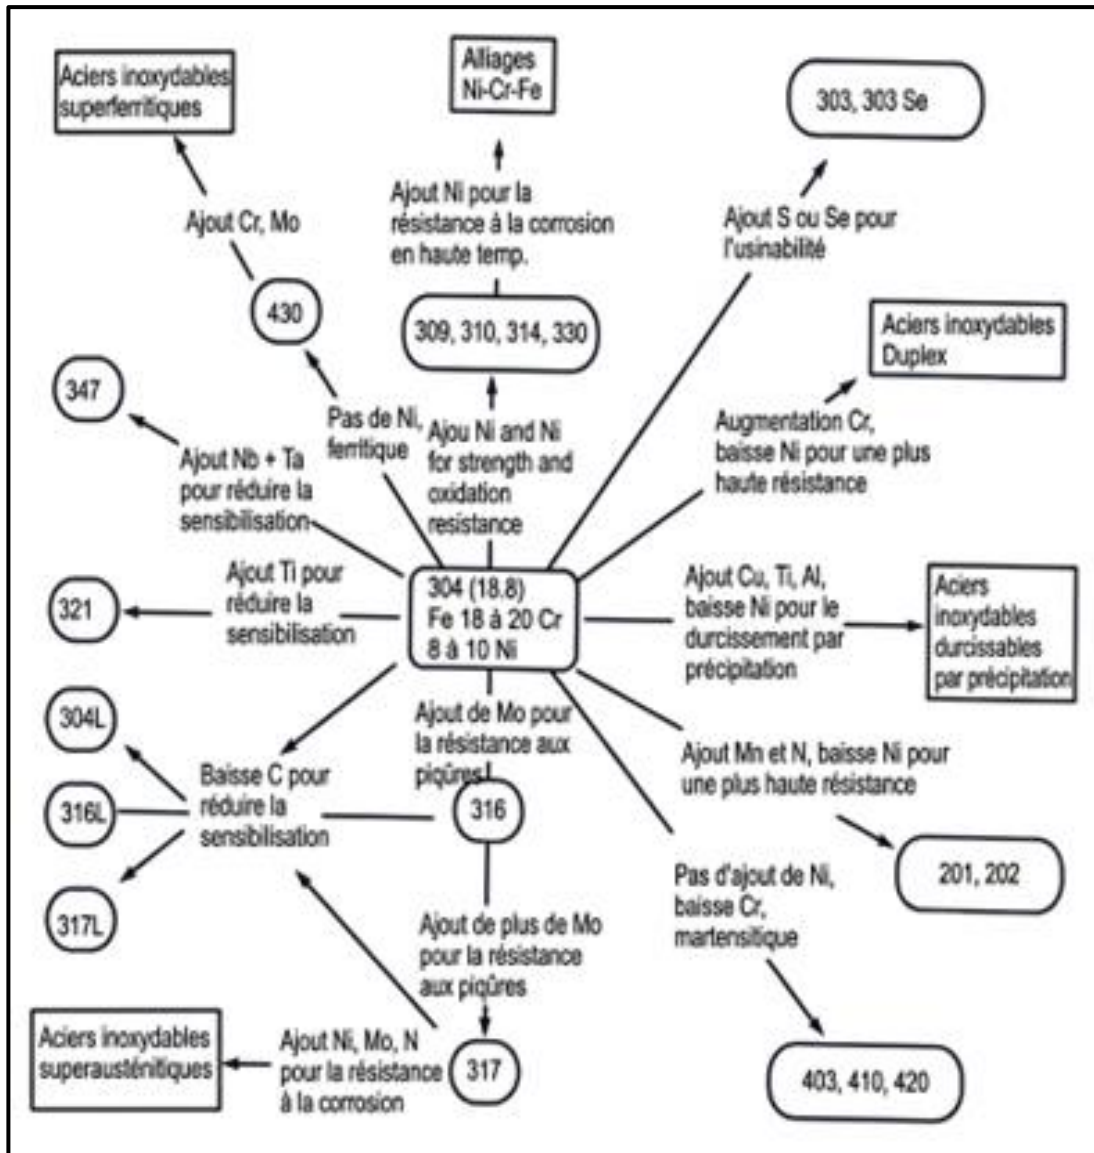 Aciers inoxydables
superferritiques
Alliages
Ni-Cr-Fe
303, 303 Se
Ajout Cr, Mo
Ajout Ni pour la
résistance à la corrosion
en haute temp.
Ajout S ou Se pour
l'usinabilité
430
309, 310, 314, 330
Aciers inoxydables
Duplex
347
Pas de Ni,
ferritique
Ajou Ni and Ni
for strength and
oxidation
resistance
Augmentation Cr,
baisse Ni pour une plus
haute résistance
Ajout Nb + Ta
pour réduire la
sensibilisation
321
Ajout Ti pour
réduire la
sensibilisation
304 (18.8)
Fe 18 à 20 Cr
8 à 10 Ni
Ajout Cu, Ti, Al,
baisse Ni pour le
durcissement par
précipitation
Aciers
inoxydables
durcissables
par précipitation
304L
316L
317L
Baisse C pour
réduire la
sensibilisation
Ajout de Mo pour
la résistance aux
piqûres
316
Ajout Mn et N, baisse Ni pour
une plus haute résistance
201, 202
Ajout de plus de Mo
pour la résistance
aux piqûres
Pas d'ajout de Ni,
baisse Cr,
martensitique
Aciers inoxydables
superausténitiques
Ajout Ni, Mo, N
pour la résistance
à la corrosion
317
403, 410, 420